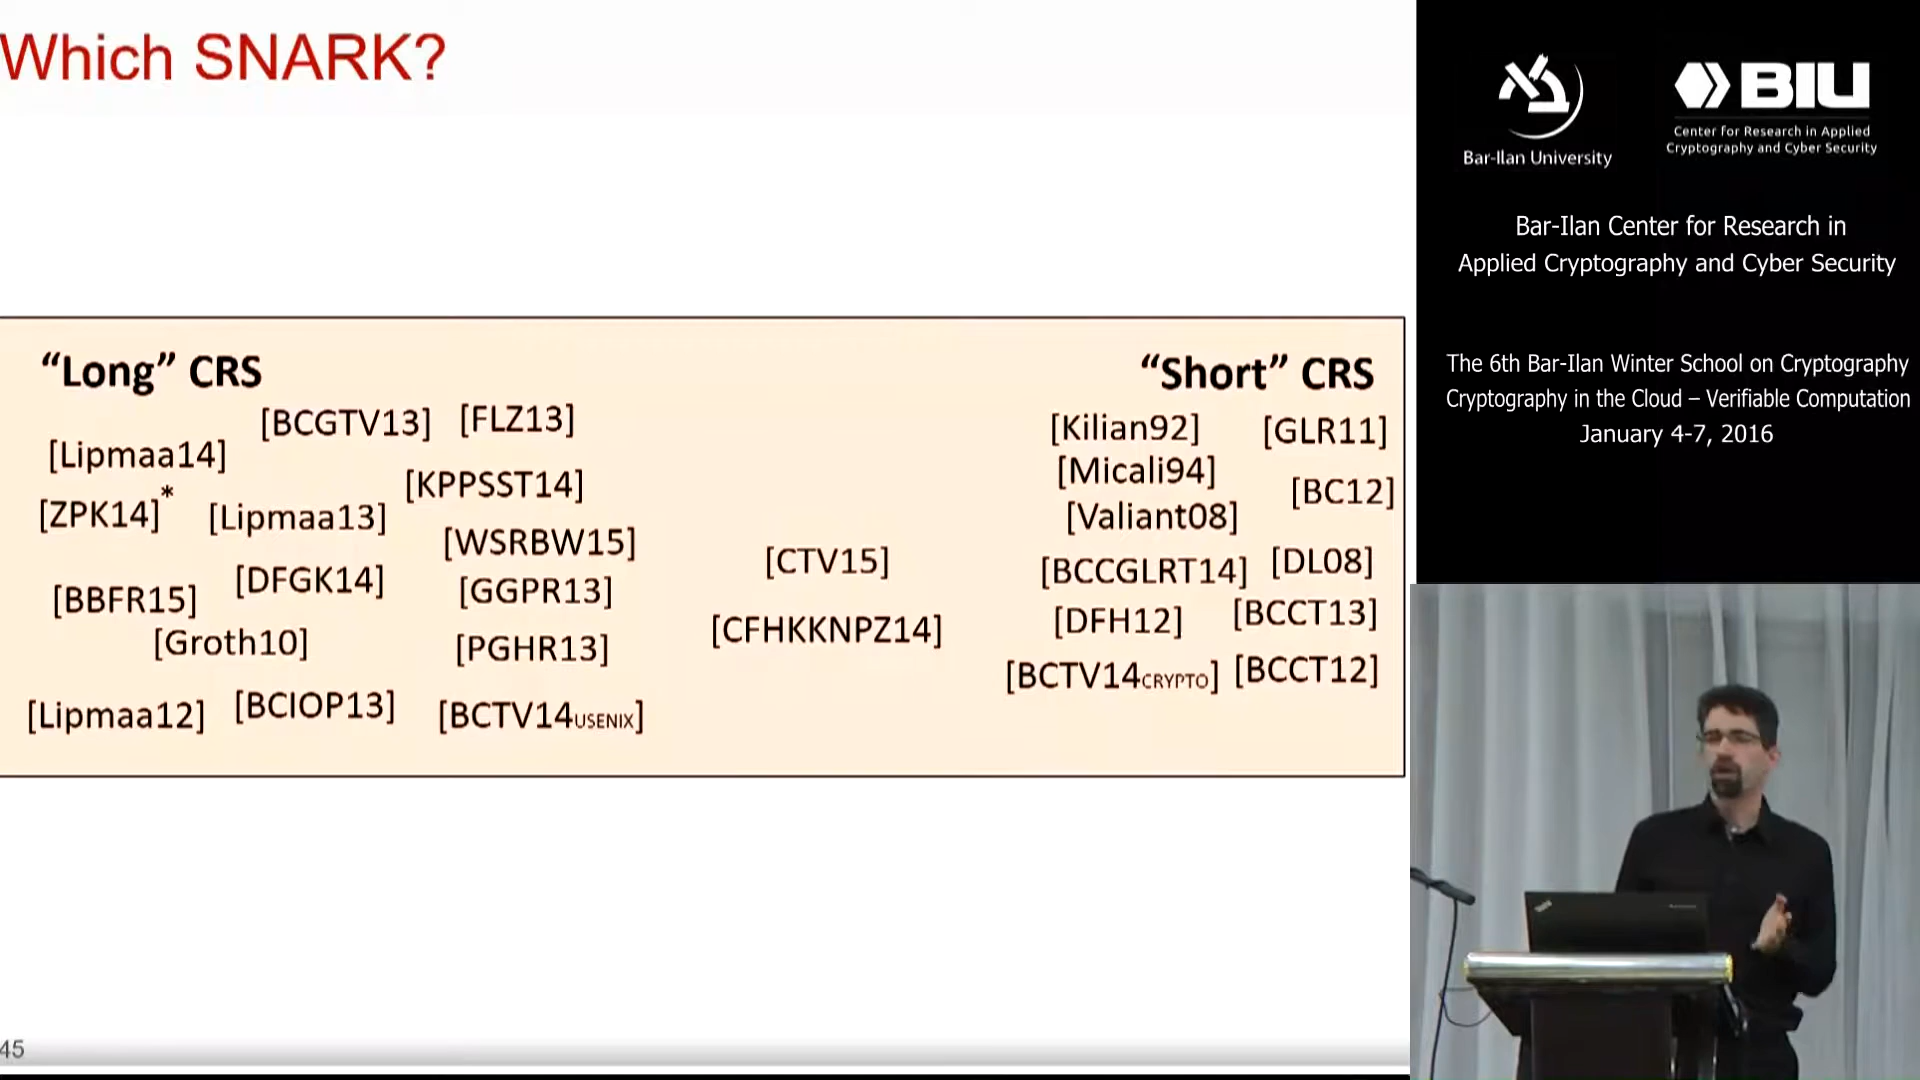 Which SNARK?
“Long” CRS
“Short” CRS
[BCGTV13] [FLZ13]
[Lipmaa14]
[KPPSST14]
[ZPK14]*
[Lipmaa13]
[WSRBW15]
[BBFR15]
[DFGK14]
[GGPR13]
[Groth10]
[PGHR13]
[Lipmaa12]
[BCIOP13]
[BCTV14USENIX]
[CTV15]
[CFHKKNPZ14]
[Kilian92]
[GLR11]
[Micali94]
[BC12]
[Valiant08]
[BCCGLRT14]
[DL08]
[DFH12]
[BCCT13]
[BCTV14CRYPTO]
[BCCT12]
45
Bar-Ilan University
BIU
Center for Research in Applied
Cryptography and Cyber Security
Bar-Ilan Center for Research in
Applied Cryptography and Cyber Security
The 6th Bar-Ilan Winter School on Cryptography
Cryptography in the Cloud – Verifiable Computation
January 4-7, 2016